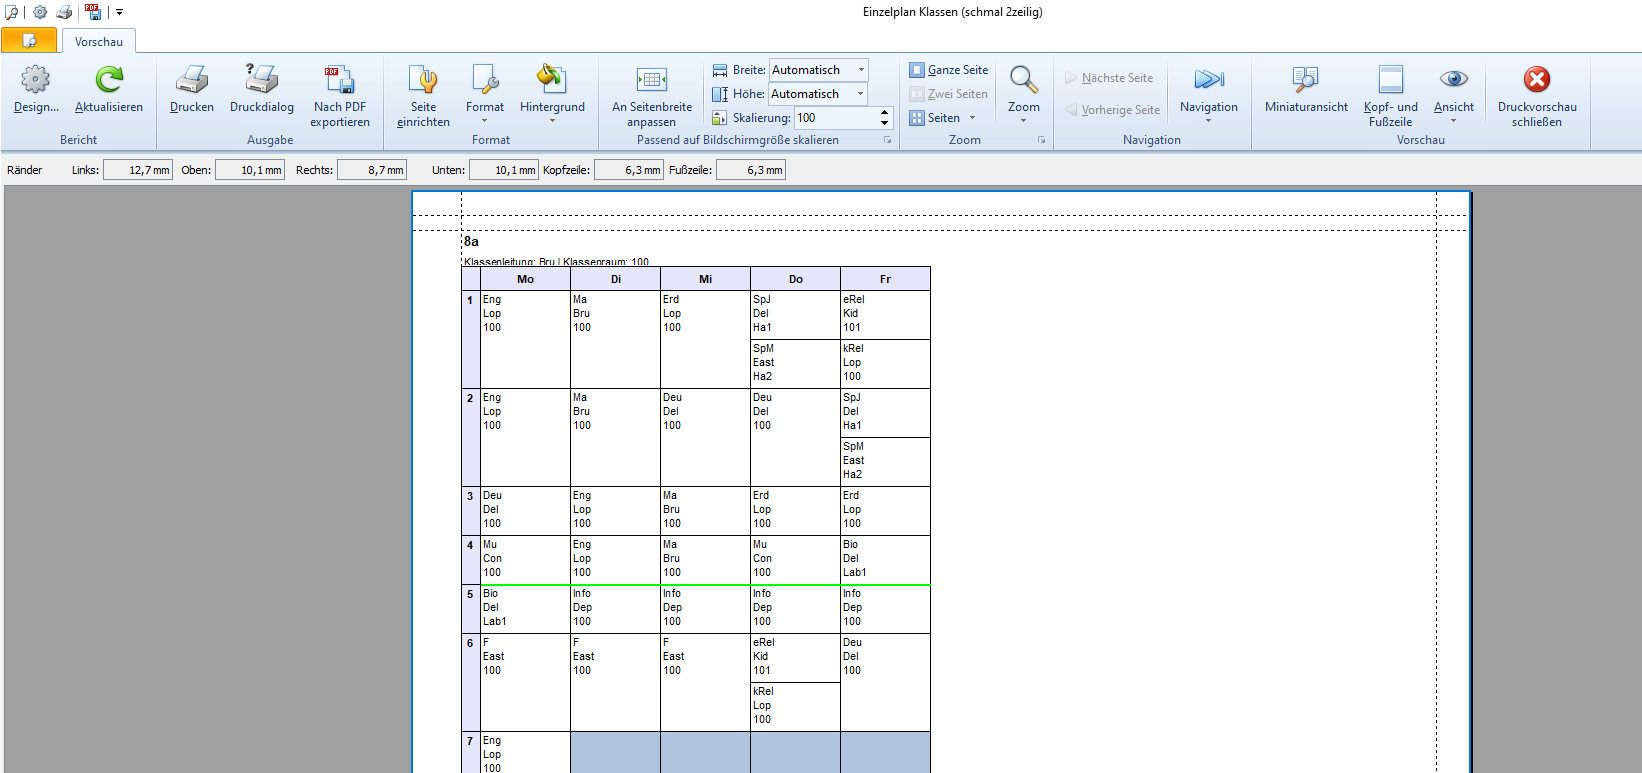 Einzelplan Klassen (schmal 2zeilig)
Vorschau
Design... Aktualisieren
Bericht
Drucken Druckdialog Nach PDF exportieren
Ausgabe
Seite einrichten Format Hintergrund
Format
An Seitenbreite anpassen
Breite: Automatisch
Höhe: Automatisch
Skalierung: 100
Passend auf Bildschirmgröße skalieren
Ganze Seite
Zwei Seiten
Seiten
Zoom
Zoom
Nächste Seite
Vorherige Seite
Navigation
Navigation
Miniaturansicht Kopf- und Fußzeile Ansicht
Vorschau
Druckvorschau schließen
Ränder Links: 12,7 mm Oben: 10,1 mm Rechts: 8,7 mm Unten: 10,1 mm Kopfzeile: 6,3 mm Fußzeile: 6,3 mm
8a
Klassenleitung: Bru | Klassenraum: 100
Mo Di Mi Do Fr
1 Eng Ma Erd SpJ eRel
Lop Bru Lop Del Kid
100 100 100 Ha1 101
SpM kRel
East Lop
Ha2 100
2 Eng Ma Deu Deu SpJ
Lop Bru Del Del Del
100 100 100 100 Ha1
SpM
East
Ha2
3 Deu Eng Ma Erd Erd
Del Lop Bru Lop Lop
100 100 100 100 100
4 Mu Eng Ma Mu Bio
Con Lop Bru Con Del
100 100 100 100 Lab1
5 Bio Info Info Info Info
Del Dep Dep Dep Dep
Lab1 100 100 100 100
6 F F F eRel Deu
East East East Kid Del
100 100 100 101 100
kRel
Lop
100
7 Eng
Lop
100